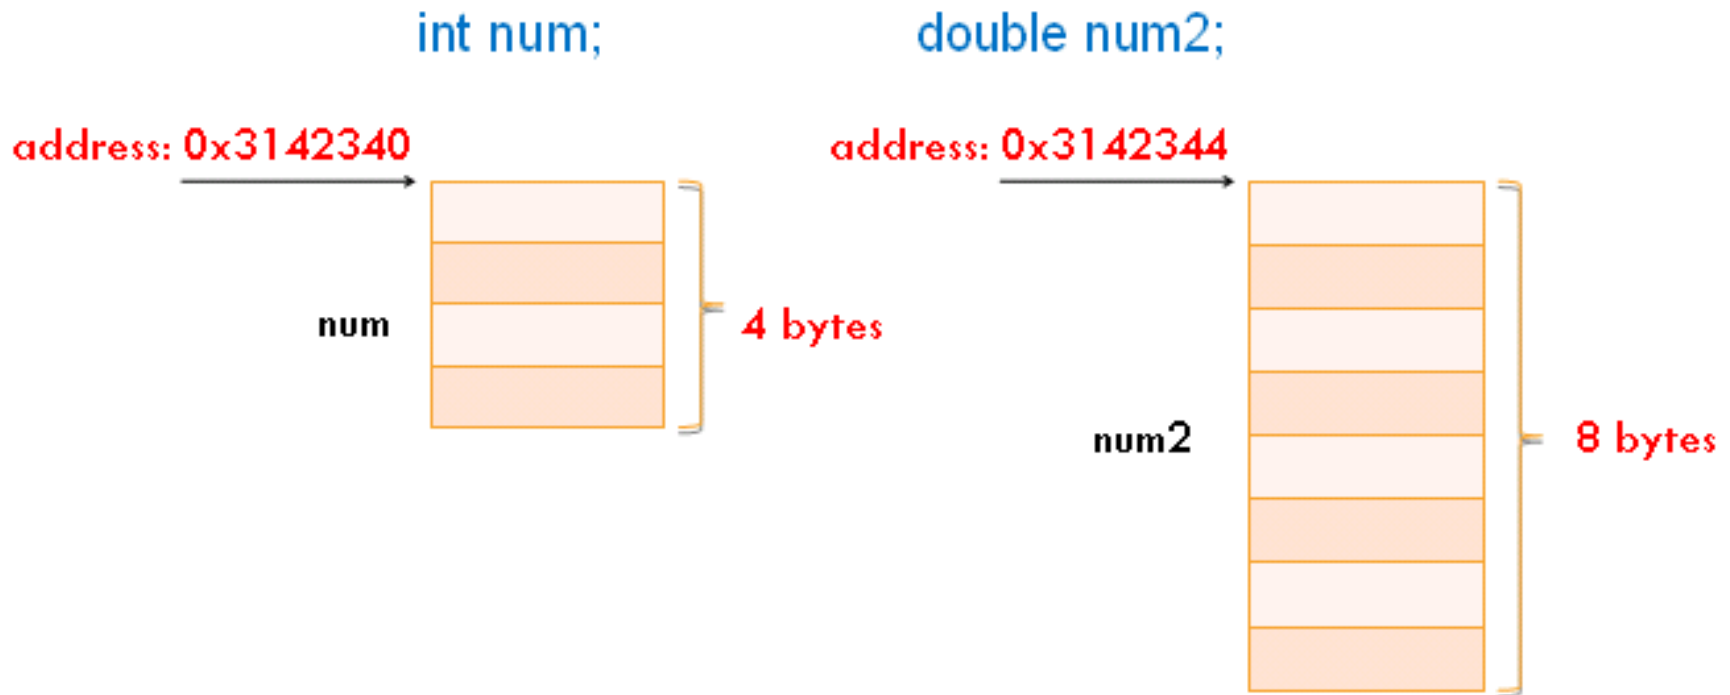 int num;
double num2;
address: 0x3142340
address: 0x3142344
num
4 bytes
num2
8 bytes